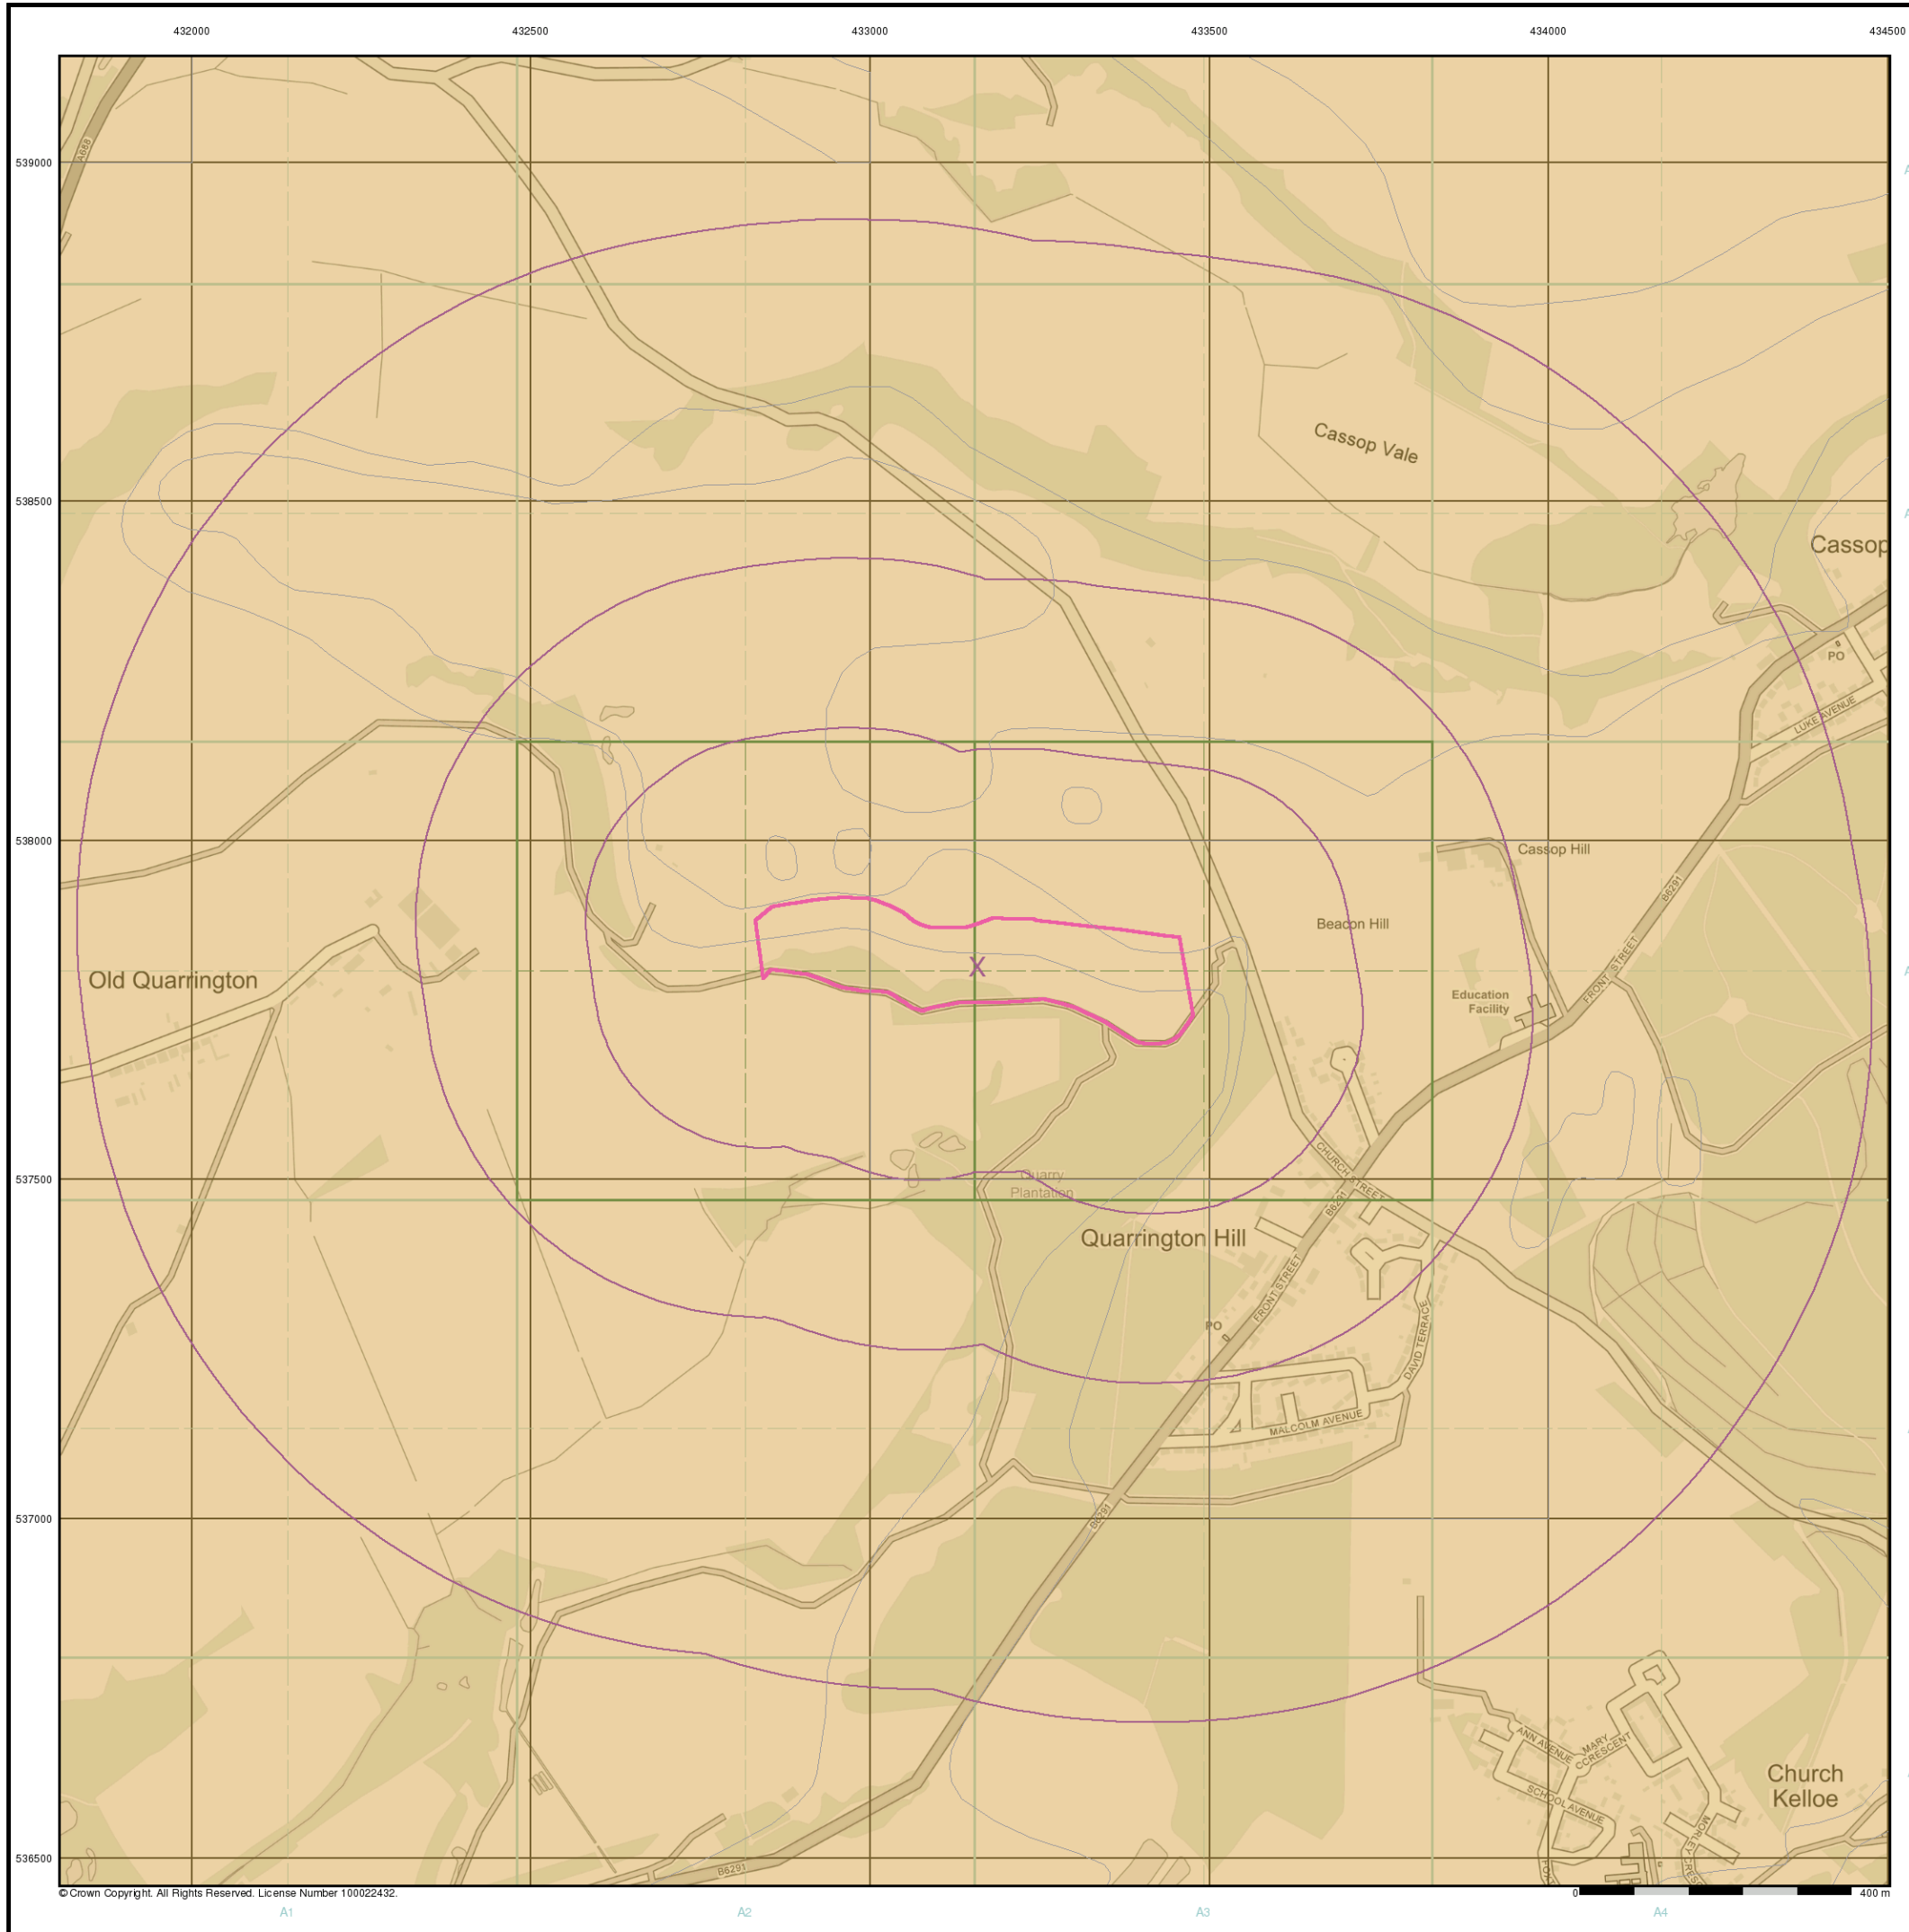 432000 432500 433000 433500 434000 434500
A688
539000
Cassop Vale
538500
Cassop
PO
LUKE AVENUE
538000
Cassop Hill
B6291
Beacon Hill
FRONT STREET
X
Old Quarrington
Education
Facility
CHURCH STREET
537500
Quarry
Plantation
B6291
Quarrington Hill
FRONT STREET
PO
DAVID TERRACE
MALCOLM AVENUE
537000
B6291
ANN AVENUE
MARY
CRESCENT
SCHOOL AVENUE
Church
Kelloe
536500
B6291
© Crown Copyright. All Rights Reserved. License Number 100022432.
0 400 m
A1 A2 A3 A4